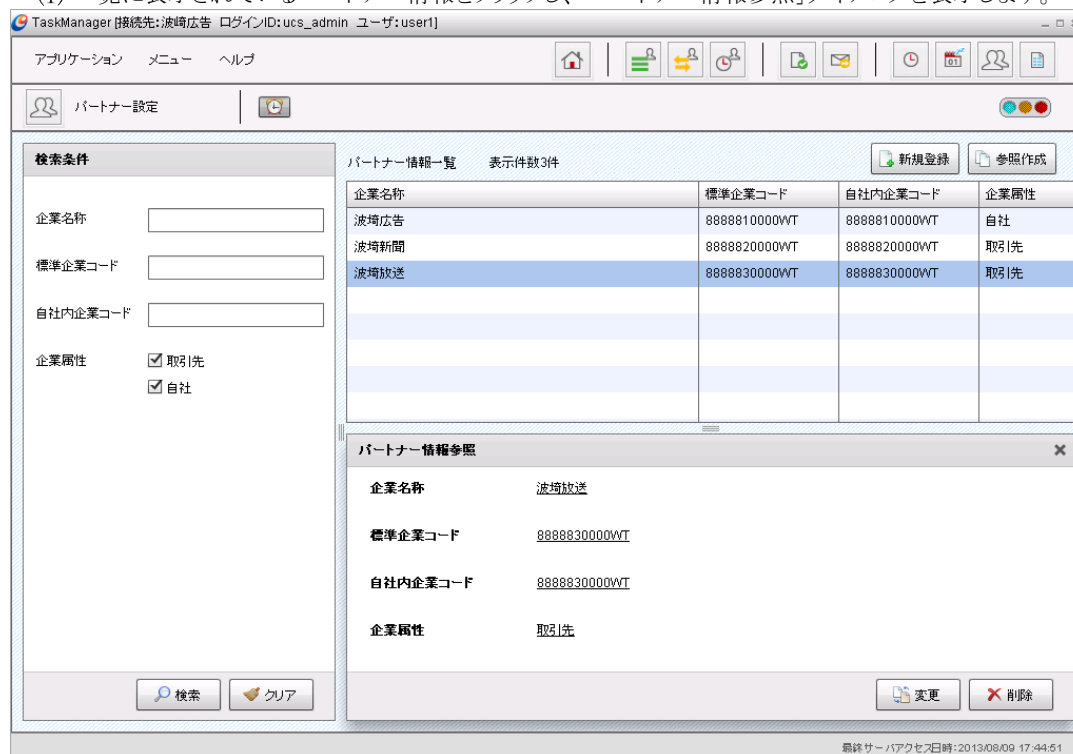 TaskManager [接続先:波崎広告 ログインID:ucs_admin ユーザ:user1]
アプリケーション メニュー ヘルプ
パートナー設定
検索条件
企業名称
標準企業コード
自社内企業コード
企業属性
取引先
自社
検索 クリア
パートナー情報一覧 表示件数3件
新規登録 参照作成
企業名称 標準企業コード 自社内企業コード 企業属性
波埼広告 8888810000WT 8888810000WT 自社
波埼新聞 8888820000WT 8888820000WT 取引先
波埼放送 8888830000WT 8888830000WT 取引先
パートナー情報参照
企業名称 波埼放送
標準企業コード 8888830000WT
自社内企業コード 8888830000WT
企業属性 取引先
変更 削除
最終サーバアクセス日時:2013/08/09 17:44:51